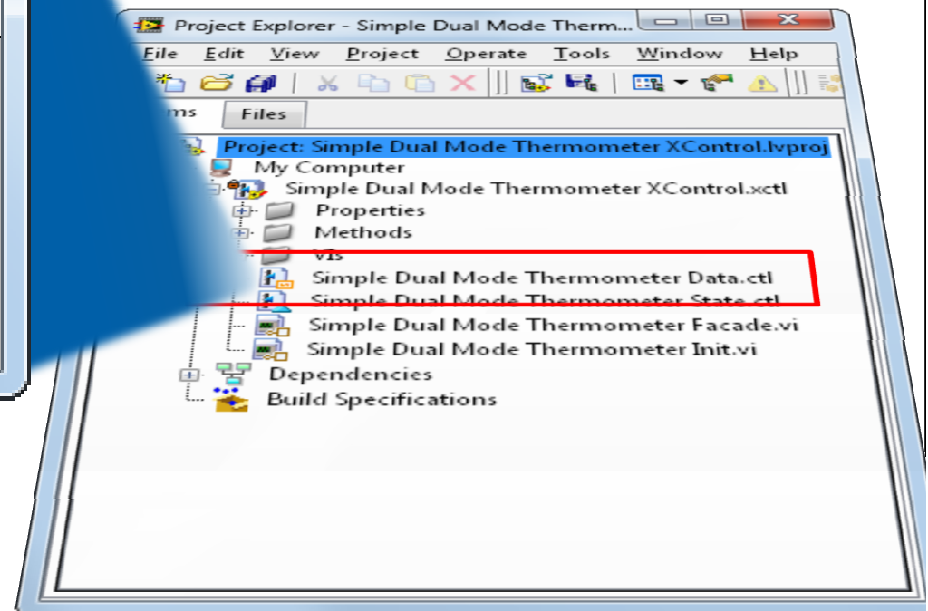 Project Explorer - Simple Dual Mode Therm...
File Edit View Project Operate Tools Window Help
Files
Project: Simple Dual Mode Thermometer XControl.lvproj
My Computer
Simple Dual Mode Thermometer XControl.xctl
Properties
Methods
VIs
Simple Dual Mode Thermometer Data.ctl
Simple Dual Mode Thermometer State.ctl
Simple Dual Mode Thermometer Facade.vi
Simple Dual Mode Thermometer Init.vi
Dependencies
Build Specifications